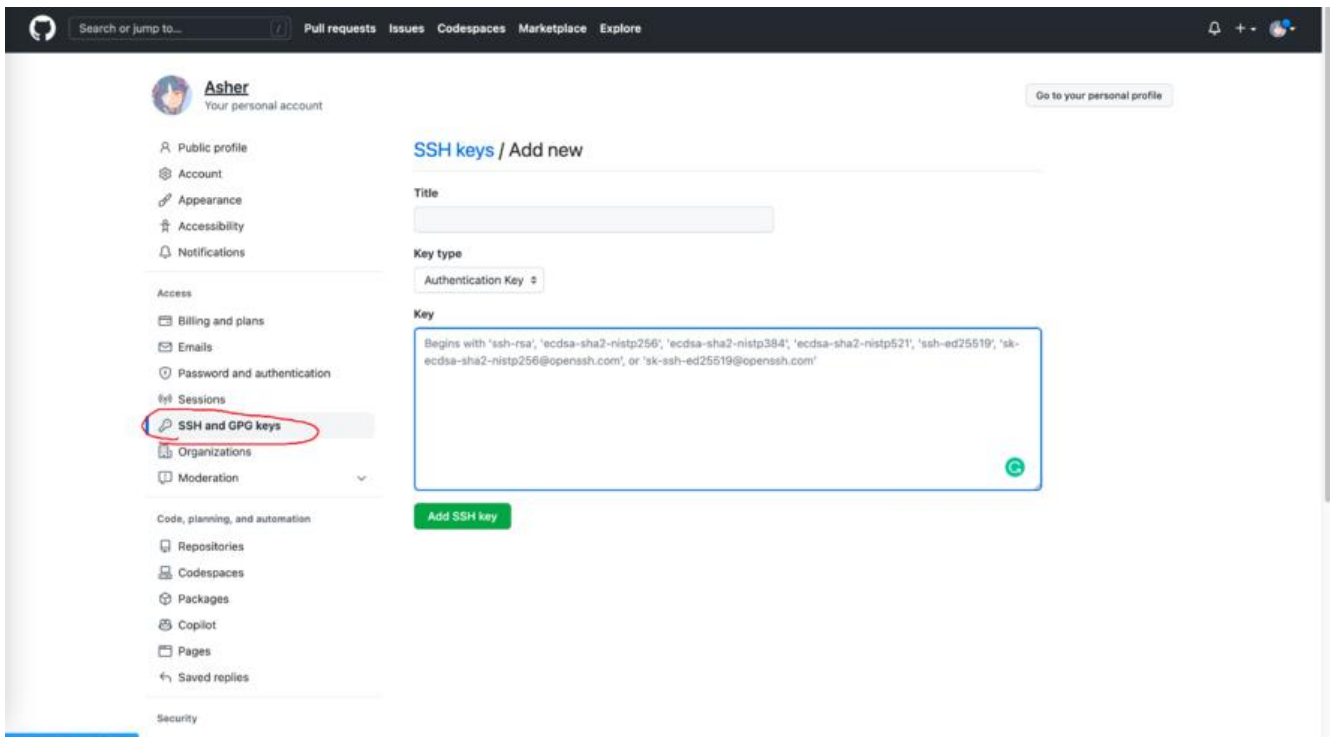 Search or jump to... /
Pull requests Issues Codespaces Marketplace Explore
Asher
Your personal account
Go to your personal profile
Public profile
Account
Appearance
Accessibility
Notifications
Access
Billing and plans
Emails
Password and authentication
Sessions
SSH and GPG keys
Organizations
Moderation
Code, planning, and automation
Repositories
Codespaces
Packages
Copilot
Pages
Saved replies
Security
SSH keys / Add new
Title
Key type
Authentication Key
Key
Begins with 'ssh-rsa', 'ecdsa-sha2-nistp256', 'ecdsa-sha2-nistp384', 'ecdsa-sha2-nistp521', 'ssh-ed25519', 'sk-
ecdsa-sha2-nistp256@openssh.com', or 'sk-ssh-ed25519@openssh.com'
Add SSH key